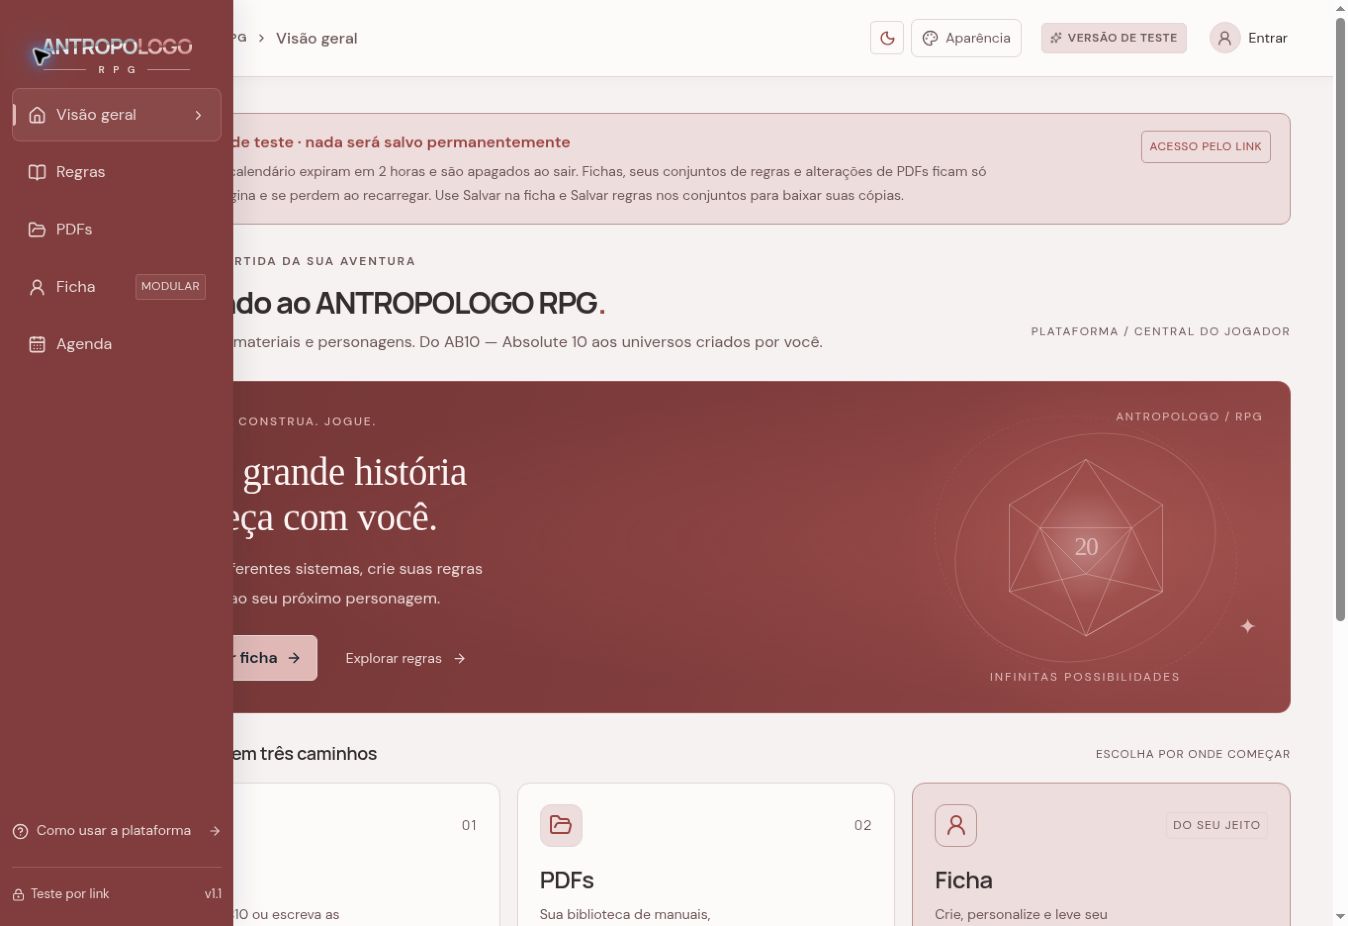 ANTROPOLOGO
RPG
Visão geral
Regras
PDFs
Ficha
MODULAR
Agenda
Como usar a plataforma
Teste por link
v1.1
PG
Visão geral
Aparência
VERSÃO DE TESTE
Entrar
de teste · nada será salvo permanentemente
calendário expiram em 2 horas e são apagados ao sair. Fichas, seus conjuntos de regras e alterações de PDFs ficam só
gina e se perdem ao recarregar. Use Salvar na ficha e Salvar regras nos conjuntos para baixar suas cópias.
ACESSO PELO LINK
RTIDA DA SUA AVENTURA
ndo ao ANTROPOLOGO RPG.
materiais e personagens. Do AB10 — Absolute 10 aos universos criados por você.
PLATAFORMA / CENTRAL DO JOGADOR
CONSTRUA. JOGUE.
grande história
eça com você.
ferentes sistemas, crie suas regras
ao seu próximo personagem.
r ficha
Explorar regras
ANTROPOLOGO / RPG
20
INFINITAS POSSIBILIDADES
em três caminhos
ESCOLHA POR ONDE COMEÇAR
01
10 ou escreva as
02
PDFs
Sua biblioteca de manuais,
DO SEU JEITO
Ficha
Crie, personalize e leve seu